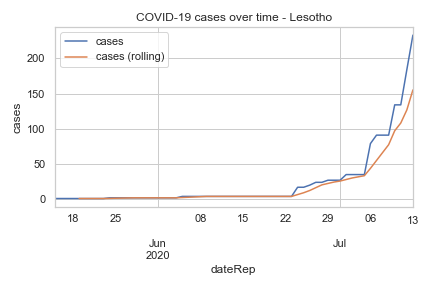 COVID-19 cases over time - Lesotho
cases
cases (rolling)
200
150
100
50
0
cases
18 25 08 15 22 29 06 13
Jun Jul
2020
dateRep